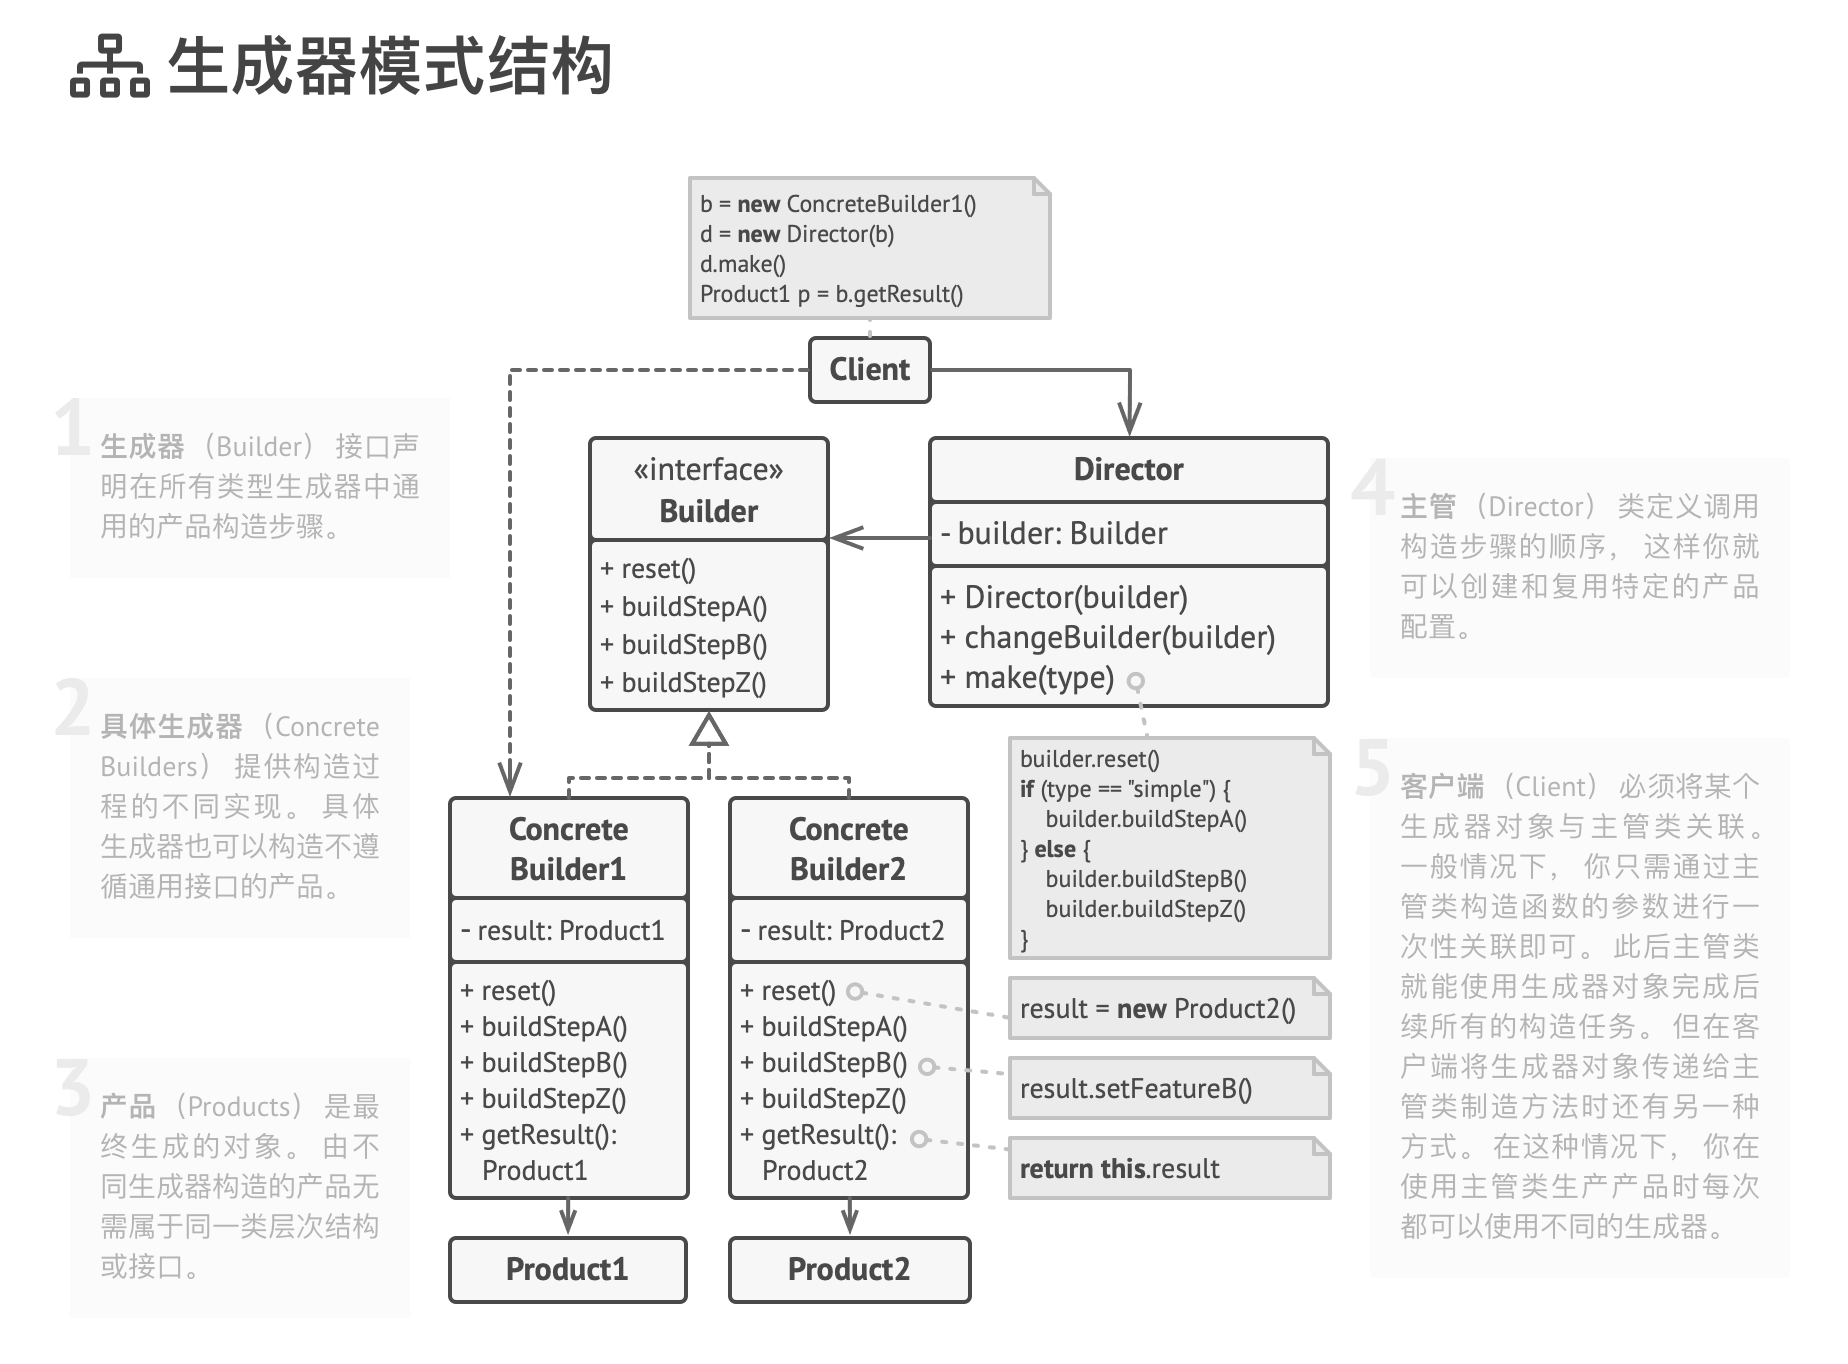 生成器模式结构
b = new ConcreteBuilder1()
d = new Director(b)
d.make()
Product1 p = b.getResult()
Client
1
生成器 （Builder） 接口声
明在所有类型生成器中通
用的产品构造步骤。
2
具体生成器 （Concrete
Builders） 提供构造过
程的不同实现。 具体
生成器也可以构造不遵
循通用接口的产品。
3
产品 （Products） 是最
终生成的对象。 由不
同生成器构造的产品无
需属于同一类层次结构
或接口。
«interface»
Builder
+ reset()
+ buildStepA()
+ buildStepB()
+ buildStepZ()
Director
- builder: Builder
+ Director(builder)
+ changeBuilder(builder)
+ make(type)
Concrete
Builder1
- result: Product1
+ reset()
+ buildStepA()
+ buildStepB()
+ buildStepZ()
+ getResult():
Product1
Product1
Concrete
Builder2
- result: Product2
+ reset()
+ buildStepA()
+ buildStepB()
+ buildStepZ()
+ getResult():
Product2
Product2
builder.reset()
if (type == "simple") {
builder.buildStepA()
} else {
builder.buildStepB()
builder.buildStepZ()
}
result = new Product2()
result.setFeatureB()
return this.result
4
主管 （Director） 类定义调用
构造步骤的顺序， 这样你就
可以创建和复用特定的产品
配置。
5
客户端 （Client） 必须将某个
生成器对象与主管类关联。
一般情况下， 你只需通过主
管类构造函数的参数进行一
次性关联即可。 此后主管类
就能使用生成器对象完成后
续所有的构造任务。 但在客
户端将生成器对象传递给主
管类制造方法时还有另一种
方式。 在这种情况下， 你在
使用主管类生产产品时每次
都可以使用不同的生成器。